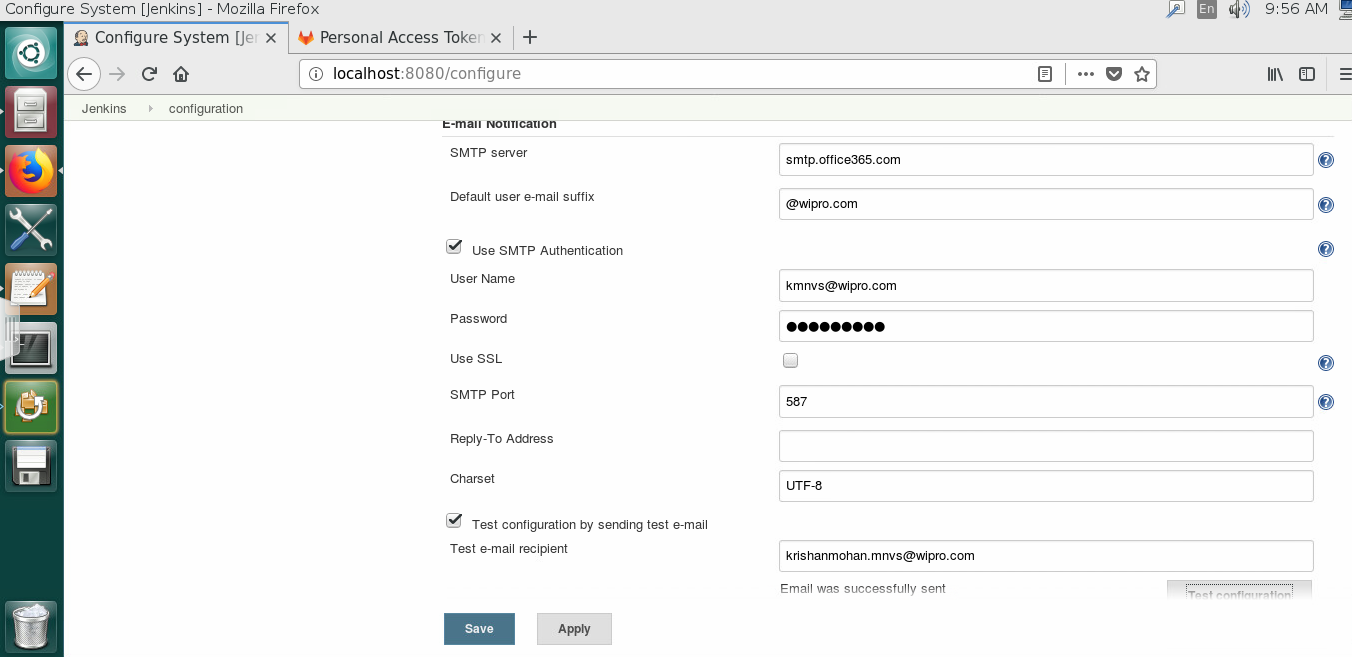 Configure System [Jenkins] - Mozilla Firefox
En
9:56 AM
Configure System [Je
Personal Access Token
localhost:8080/configure
Jenkins
configuration
E-mail Notification
SMTP server
smtp.office365.com
Default user e-mail suffix
@wipro.com
Use SMTP Authentication
User Name
kmnvs@wipro.com
Password
●●●●●●●●●
Use SSL
SMTP Port
587
Reply-To Address
Charset
UTF-8
Test configuration by sending test e-mail
Test e-mail recipient
krishanmohan.mnvs@wipro.com
Email was successfully sent
Test configuration
Save
Apply